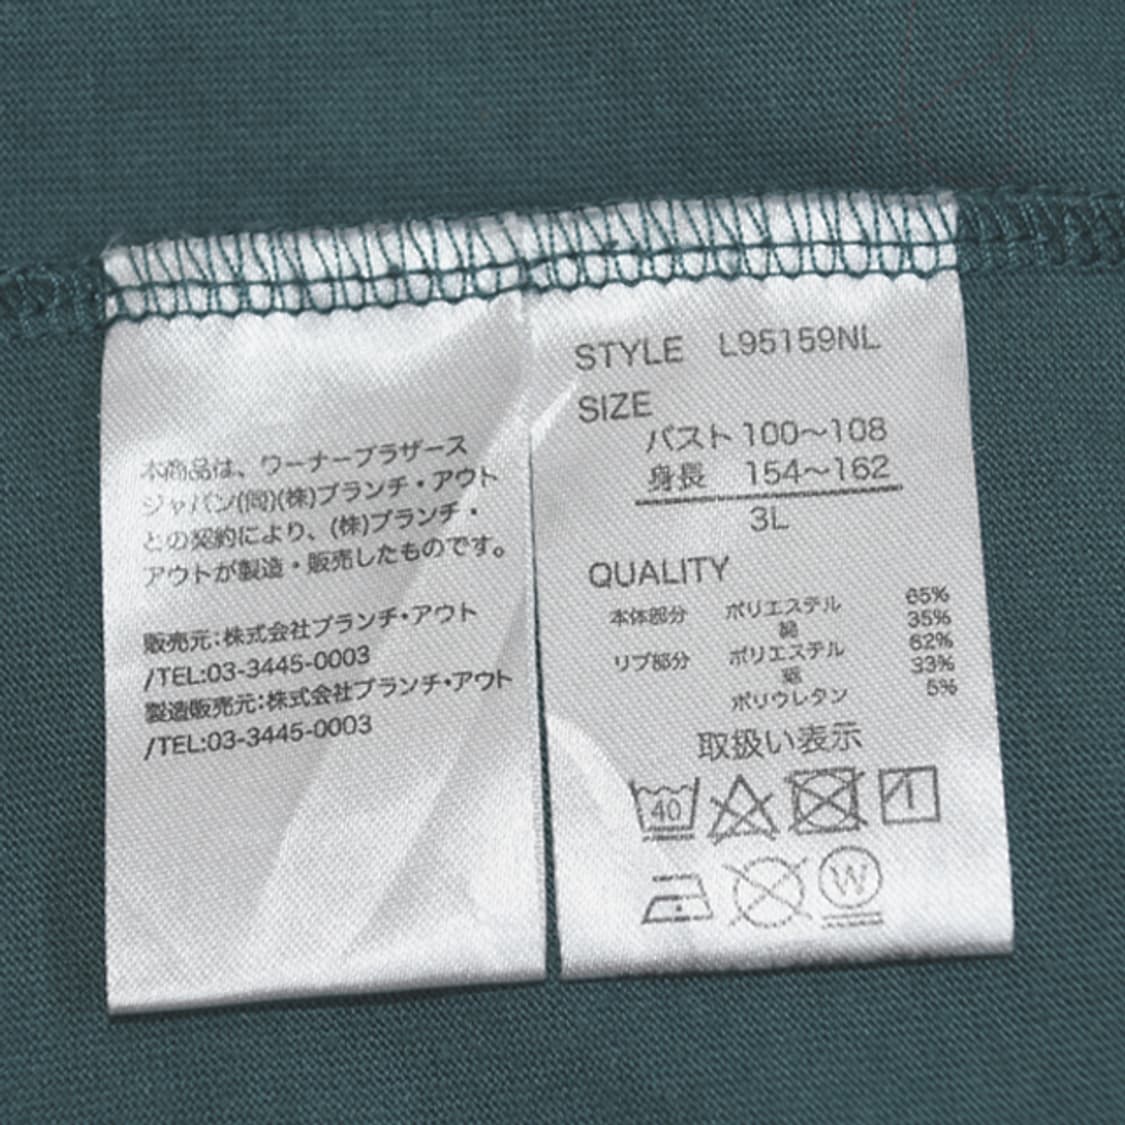 本商品は、ワーナーブラザース
ジャパン(同)(株)ブランチ・アウト
との契約により、(株)ブランチ・
アウトが製造・販売したものです。
販売元:株式会社ブランチ・アウト
/TEL:03-3445-0003
製造販売元:株式会社ブランチ・アウト
/TEL:03-3445-0003
STYLE L95159NL
SIZE
バスト 100～108
身長 154～162
3L
QUALITY
本体部分 ポリエステル 65%
綿 35%
リブ部分 ポリエステル 62%
綿 33%
ポリウレタン 5%
取扱い表示
40
W